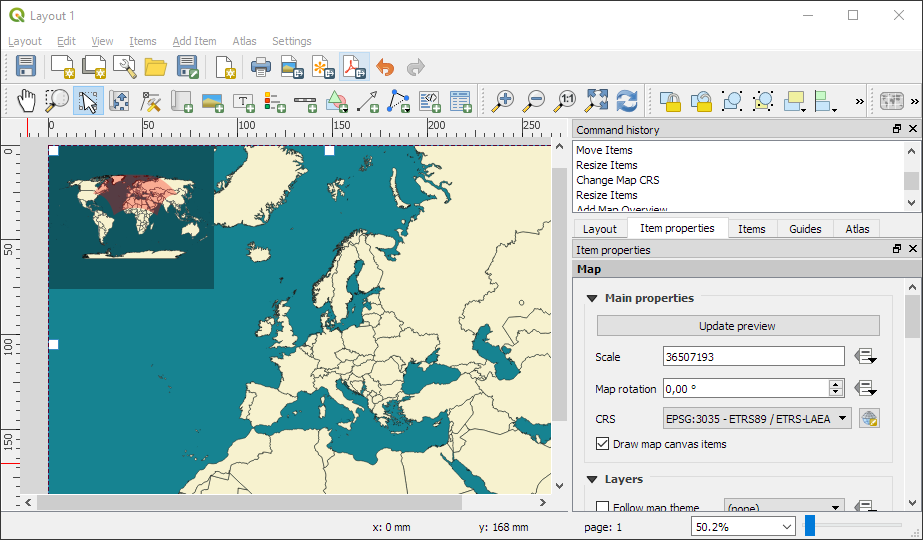 Layout 1
Layout Edit View Items Add Item Atlas Settings
1:1
» »
0 50 100 150 200 250
0
50
100
150
Command history
Move Items
Resize Items
Change Map CRS
Resize Items
Add Map Overview
Layout Item properties Items Guides Atlas
Item properties
Map
Main properties
Update preview
Scale 36507193
Map rotation 0,00 °
CRS EPSG:3035 - ETRS89 / ETRS-LAEA
Draw map canvas items
Layers
Follow map theme (none)
x: 0 mm y: 168 mm page: 1 50.2%